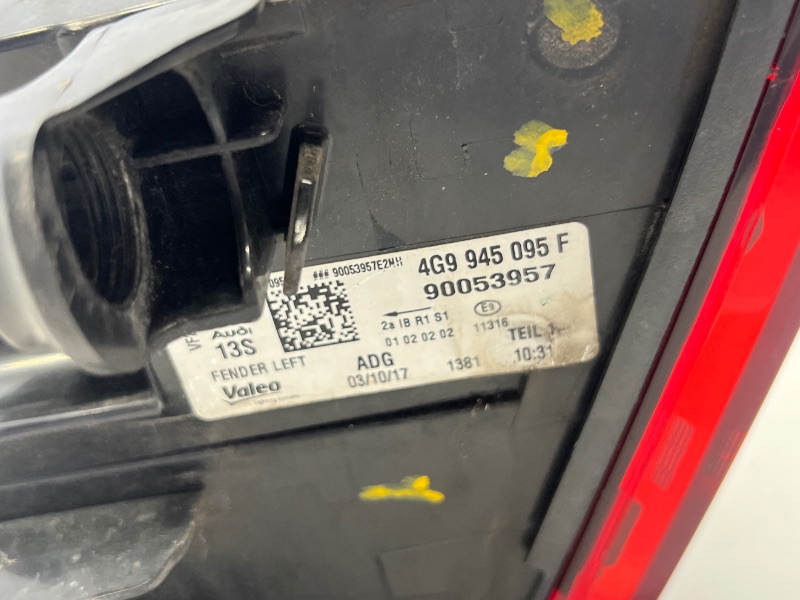 90053957E2MH 4G9 945 095 F
90053957
Audi
13S
2a IB R1 S1
01 02 02 02
E9
11316
TEIL
FENDER LEFT
ADG
Valeo
03/10/17 1381 10:31